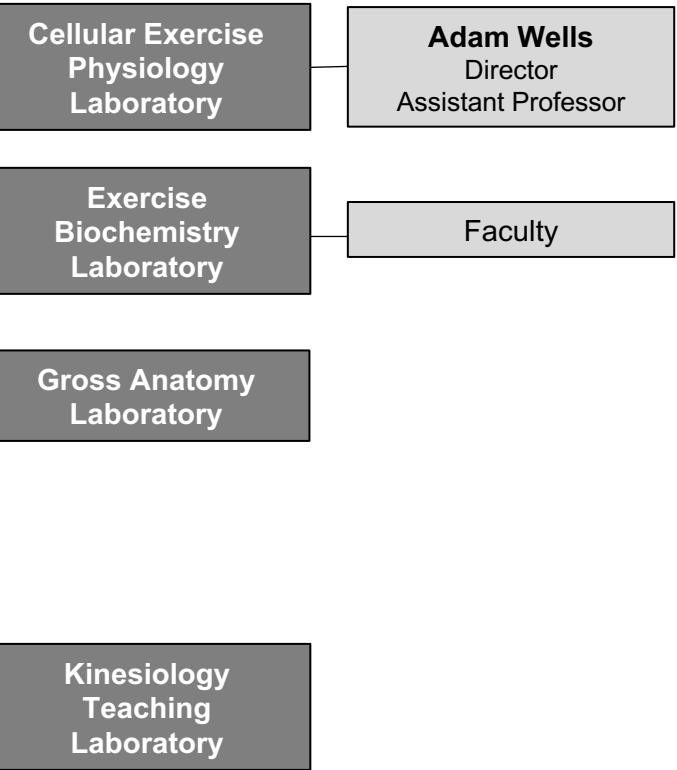 Cellular Exercise
Physiology
Laboratory
Adam Wells
Director
Assistant Professor
Exercise
Biochemistry
Laboratory
Faculty
Gross Anatomy
Laboratory
Kinesiology
Teaching
Laboratory